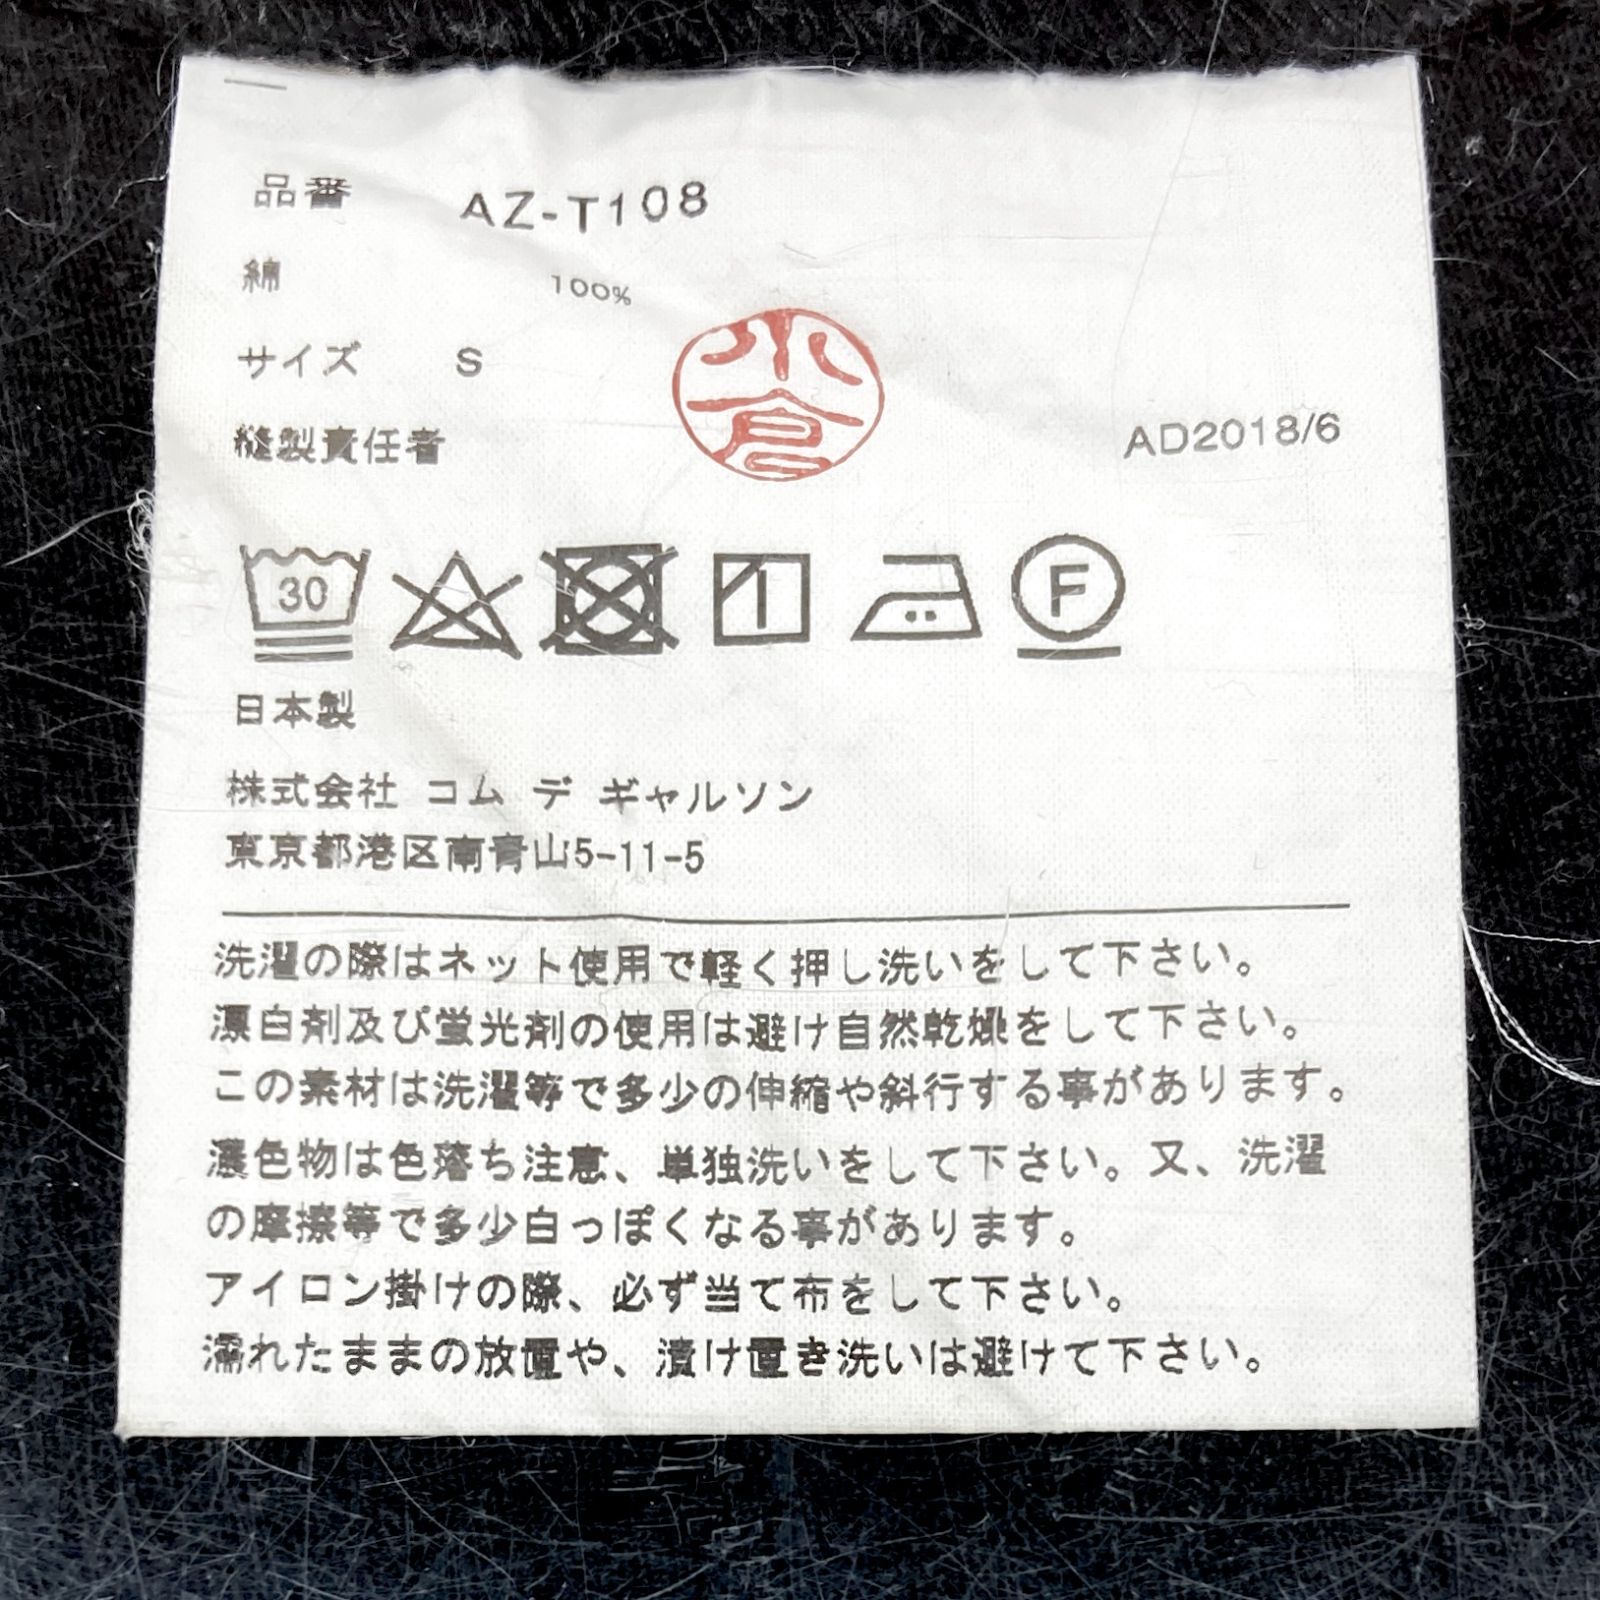 品番 AZ-T108
綿 100%
サイズ S
小倉
縫製責任者 AD2018/6
30 F
日本製
株式会社 コム デ ギャルソン
東京都港区南青山5-11-5
洗濯の際はネット使用で軽く押し洗いをして下さい。
漂白剤及び蛍光剤の使用は避け自然乾燥をして下さい。
この素材は洗濯等で多少の伸縮や斜行する事があります。
濃色物は色落ち注意、単独洗いをして下さい。又、洗濯
の摩擦等で多少白っぽくなる事があります。
アイロン掛けの際、必ず当て布をして下さい。
濡れたままの放置や、漬け置き洗いは避けて下さい。